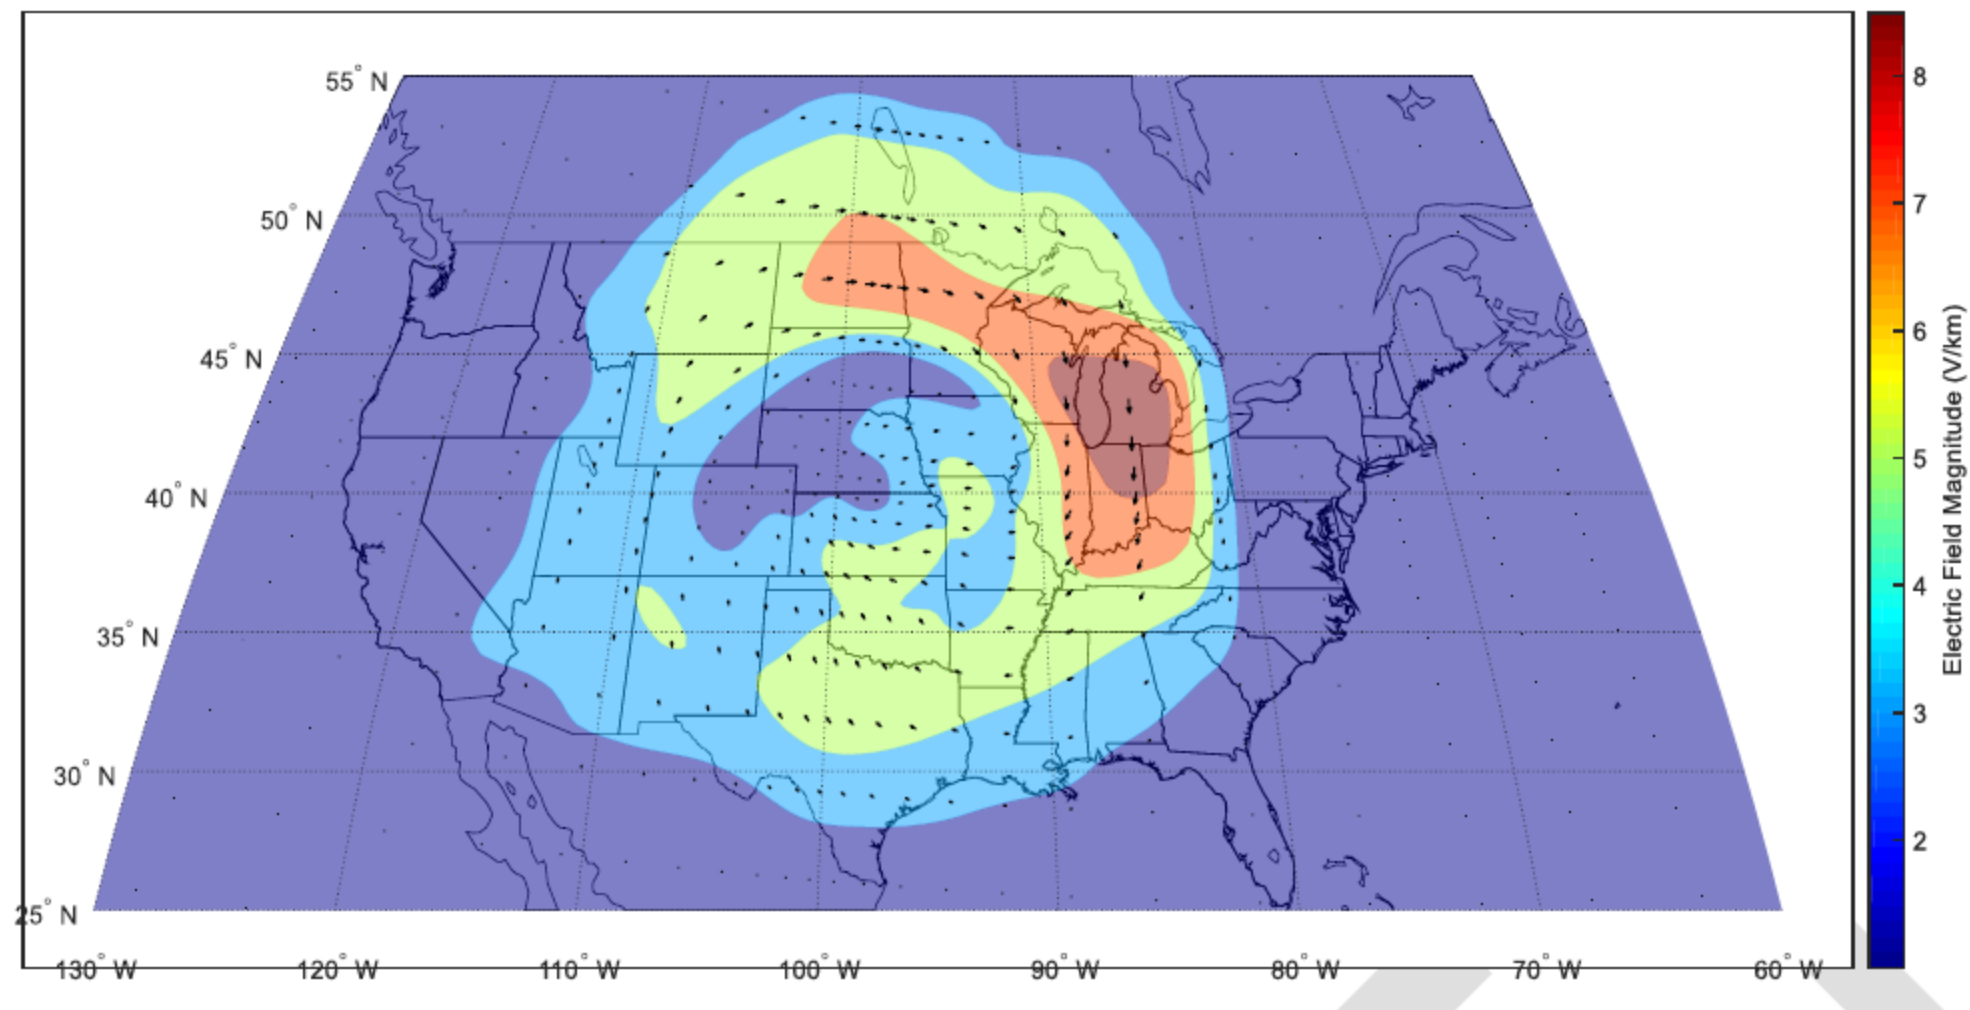 55° N
50° N
45° N
40° N
35° N
30° N
25° N
130° W
120° W
110° W
100° W
90° W
80° W
70° W
60° W
8
7
6
5
4
3
2
Electric Field Magnitude (V/km)